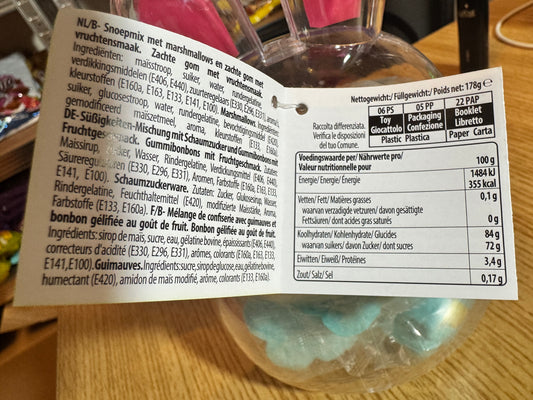 NL/B- Snoepmix met marshmallows en zachte gom met
vruchtensmaak. Zachte gom met vruchtensmaak.
Ingrediënten: maïsstroop, suiker, water, rundergelatine,
verdikkingsmiddelen (E406, E440), zuurteregelaars (E330, E296, E331), aroma's,
kleurstoffen (E160a, E163, E133, E141, E100). Marshmallows. Ingrediënten:
suiker, glucosestroop, water, rundergelatine, bevochtigingsmiddel (E420),
gemodificeerd maïszetmeel, aroma, kleurstoffen (E133, E160a)
DE-Süßigkeiten-Mischung mit Schaumzucker und Gummibonbons mit
Fruchtgeschmack. Gummibonbons mit Fruchtgeschmack. Zutaten:
Maissirup, Zucker, Wasser, Rindergelatine, Verdickungsmittel (E406, E440),
Säureregulatoren (E330, E296, E331), Aromen, Farbstoffe (E160a, E163, E133,
E141, E100). Schaumzuckerware. Zutaten: Zucker, Glukosesirup, Wasser,
Rindergelatine, Feuchthaltemittel (E420), modifizierte Maisstärke, Aroma,
Farbstoffe (E133, E160a). F/B- Mélange de confiserie avec guimauves et
bonbon gélifiée au goût de fruit. Bonbon gélifiée au goût de fruit.
Ingrédients: sirop de maïs, sucre, eau, gélatine bovine, épaississants (E406, E440),
correcteurs d'acidité (E330, E296, E331), arômes, colorants (E160a, E163, E133,
E141, E100). Guimauves. Ingrédients: sucre, sirop de glucose, eau, gélatine bovine,
humectant (E420), amidon de maïs modifié, arôme, colorants (E133, E160a).
Nettogewicht:/ Füllgewicht:/ Poids net: 178g e
Raccolta differenziata.
Verifica le disposizioni
del tuo Comune.
06 PS 05 PP 22 PAP
Toy Packaging Booklet
Giocattolo Confezione Libretto
Plastic Plastica Paper Carta
Voedingswaarde per/ Nährwerte pro/
Valeur nutritionnelle pour 100 g
Energie/ Energie/ Énergie 1484 kJ
355 kcal
Vetten/ Fett/ Matières grasses 0,1 g
waarvan verzadigde vetzuren/ davon gesättigte
Fettsäuren/ dont acides gras saturés 0 g
Koolhydraten/ Kohlenhydrate/ Glucides 84 g
waarvan suikers/ davon Zucker/ dont sucres 72 g
Eiwitten/ Eiweiß/ Protéines 3,4 g
Zout/ Salz/ Sel 0,17 g